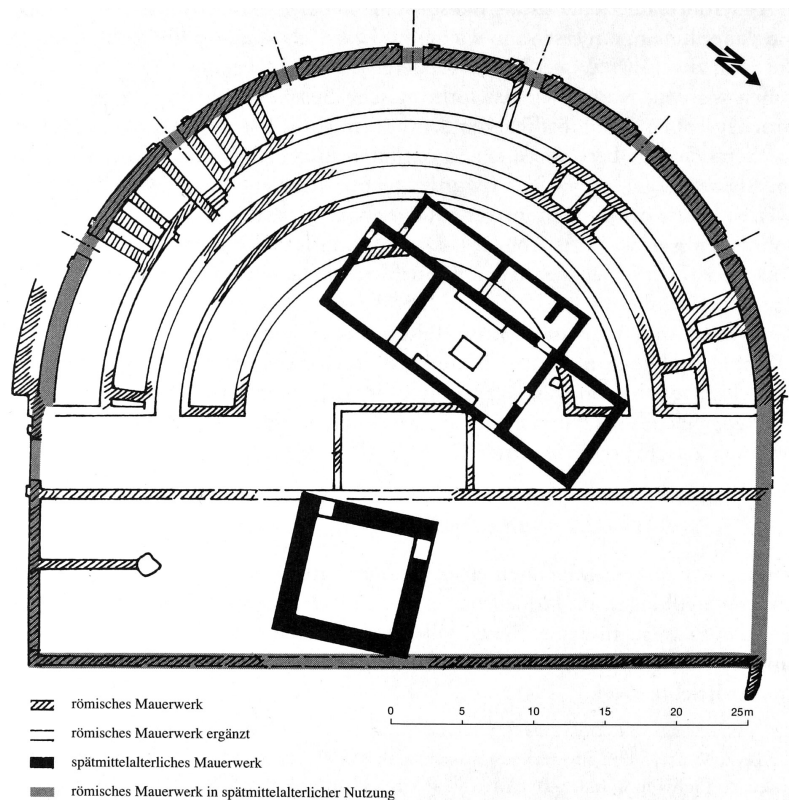 N
römisches Mauerwerk
römisches Mauerwerk ergänzt
spätmittelalterliches Mauerwerk
römisches Mauerwerk in spätmittelalterlicher Nutzung
0 5 10 15 20 25m